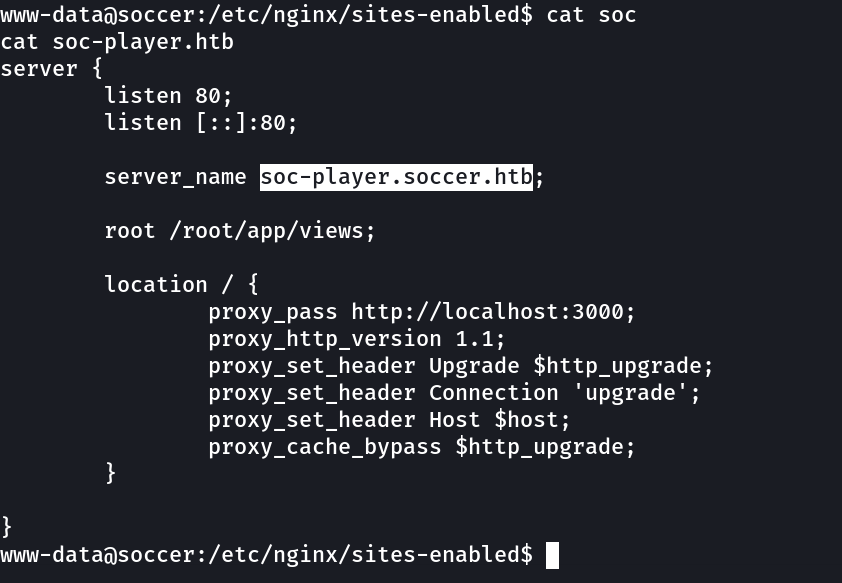 www-data@soccer:/etc/nginx/sites-enabled$ cat soc
cat soc-player.htb
server {
        listen 80;
        listen [::]:80;

        server_name soc-player.soccer.htb;

        root /root/app/views;

        location / {
                proxy_pass http://localhost:3000;
                proxy_http_version 1.1;
                proxy_set_header Upgrade $http_upgrade;
                proxy_set_header Connection 'upgrade';
                proxy_set_header Host $host;
                proxy_cache_bypass $http_upgrade;
        }

}
www-data@soccer:/etc/nginx/sites-enabled$